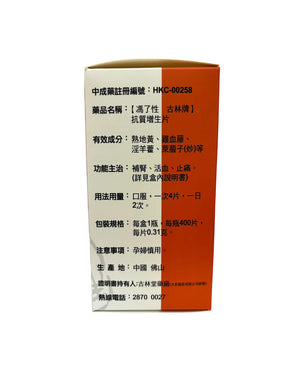 中成藥註冊編號：HKC-00258
藥品名稱：【馮了性 古林牌】
抗質增生片
有效成分：熟地黃、雞血藤、
淫羊藿、萊菔子(炒)等
功能主治：補腎、活血、止痛。
(詳見盒內說明書)
用法用量：口服，一次4片，一日
2次。
包裝規格：每盒1瓶，每瓶400片，
每片0.31克。
注意事項：孕婦慎用。
生產地：中國 佛山
證明書持有人：古林堂藥廠
熱線電話：2870 0027